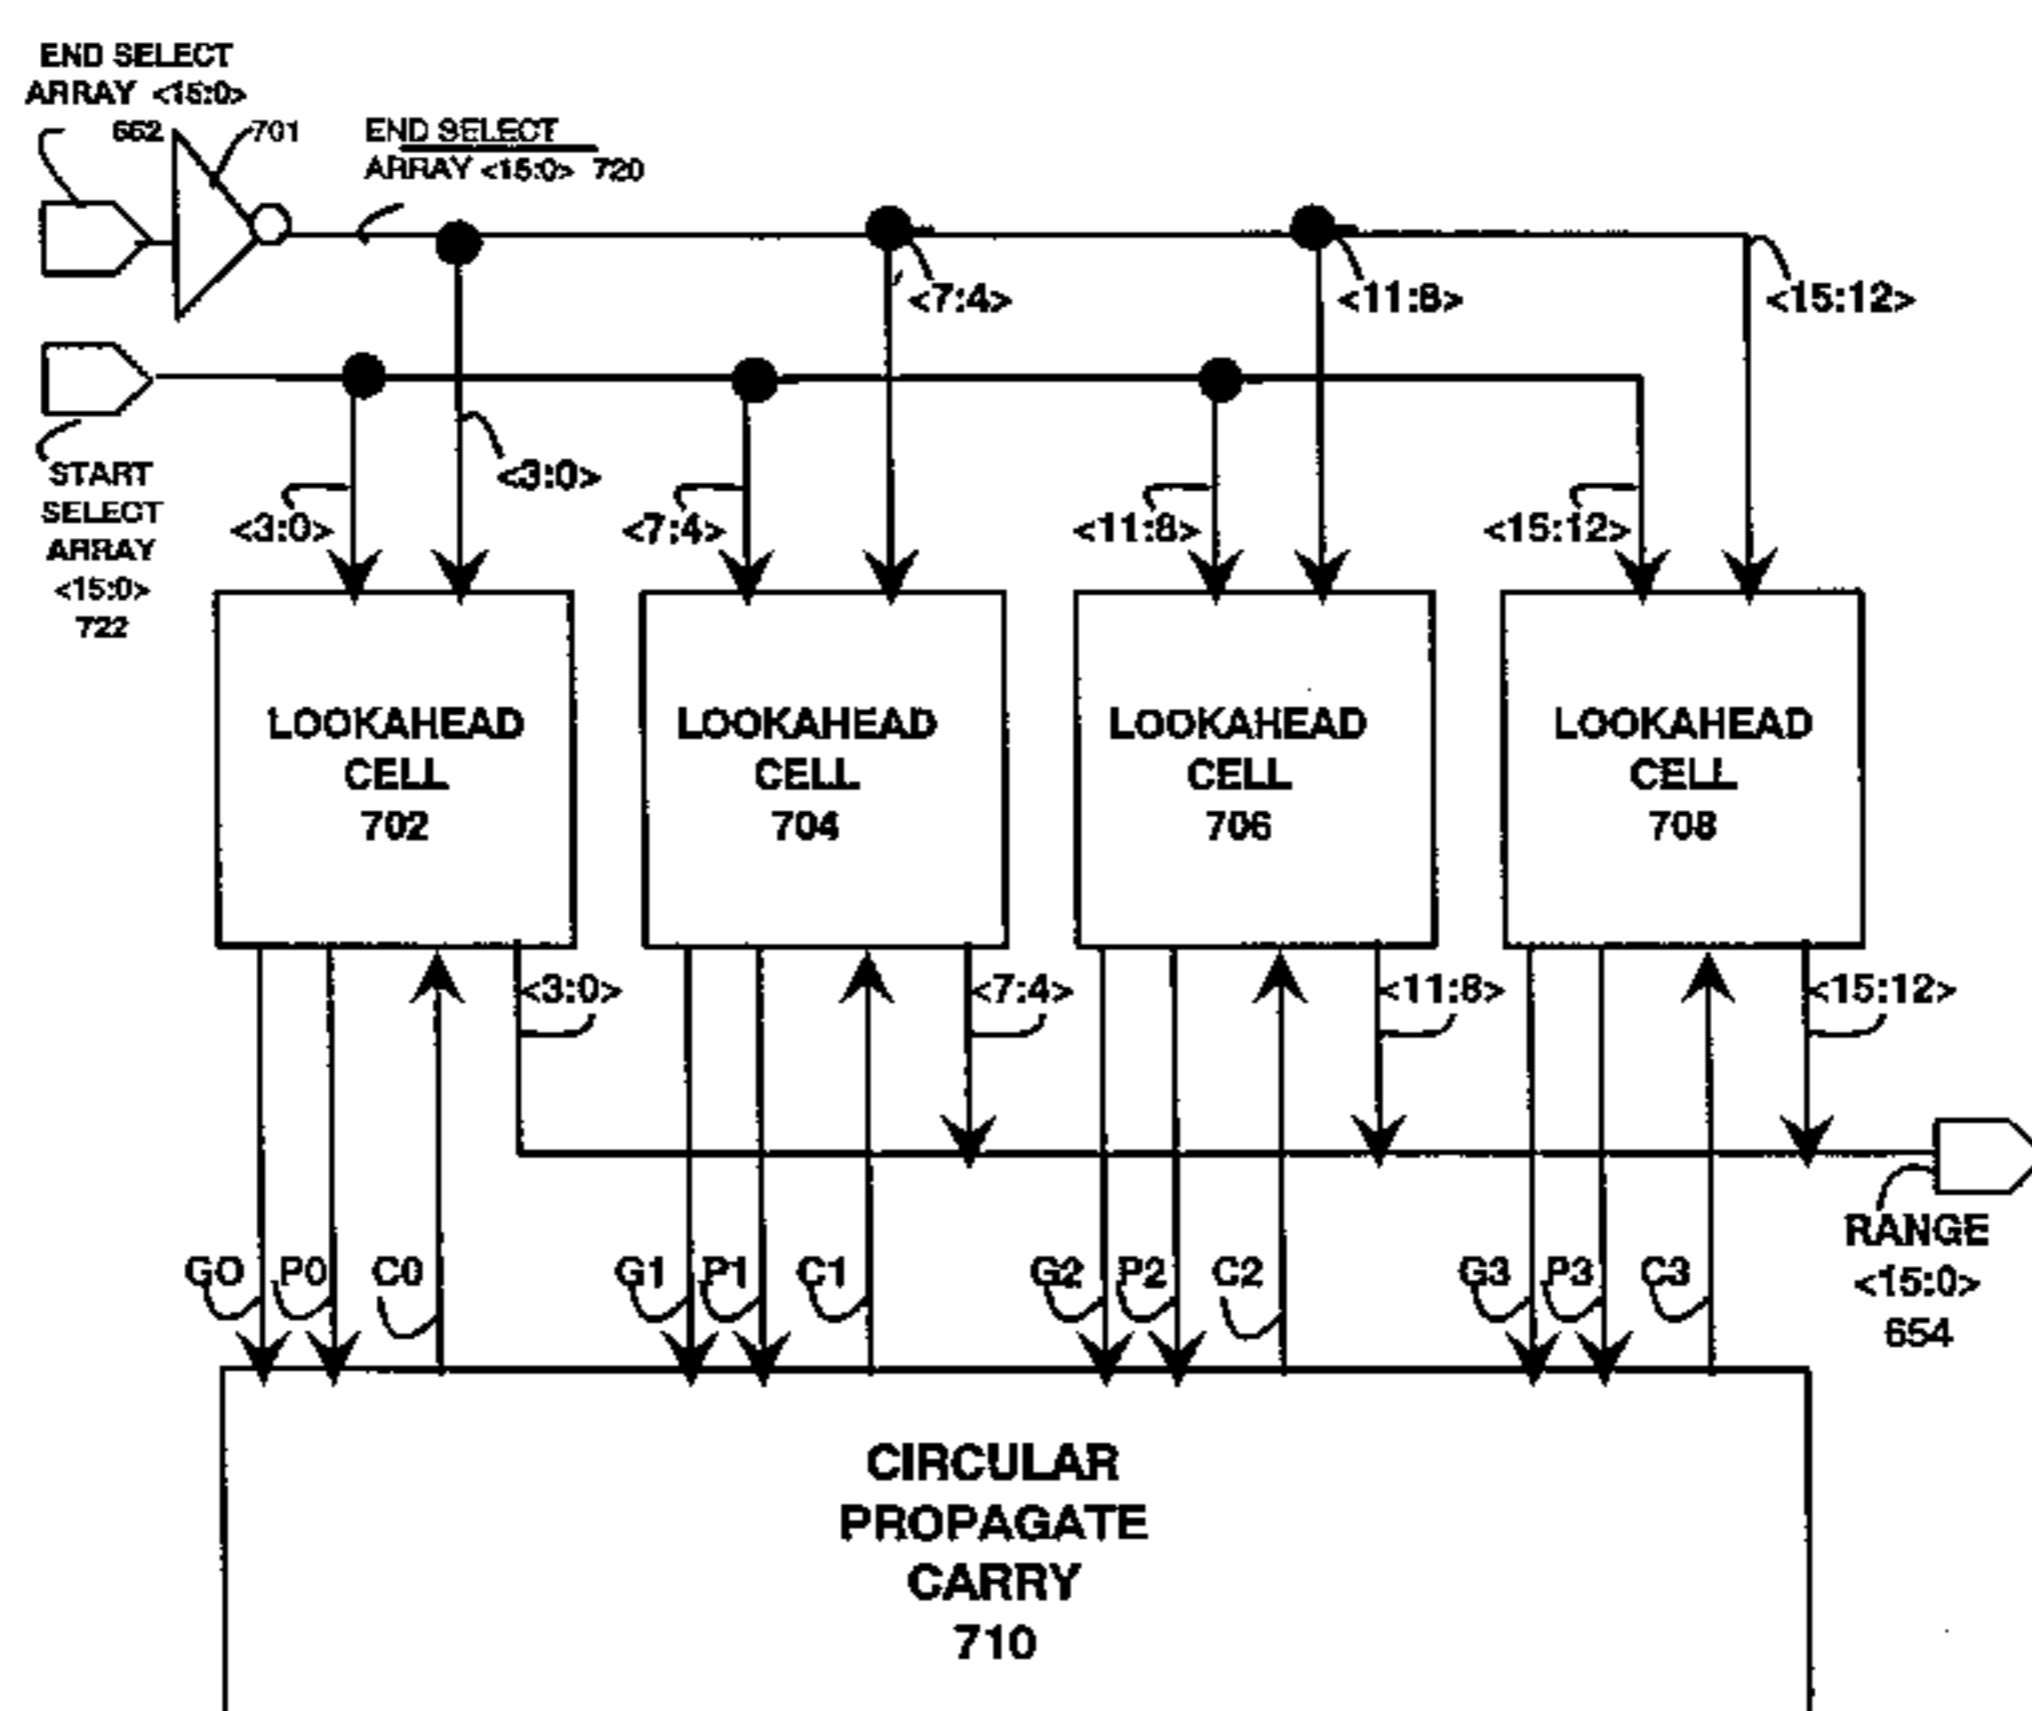 END SELECT
ARRAY <15:0>
662
701
END SELECT
ARRAY <15:0> 720
<7:4>
<11:8>
<15:12>
<3:0>
START
SELECT
ARRAY
<15:0>
722
<3:0>
<7:4>
<11:8>
<15:12>
LOOKAHEAD
CELL
702
LOOKAHEAD
CELL
704
LOOKAHEAD
CELL
706
LOOKAHEAD
CELL
708
<3:0>
<7:4>
<11:8>
<15:12>
G0 P0 C0
G1 P1 C1
G2 P2 C2
G3 P3 C3
RANGE
<15:0>
654
CIRCULAR
PROPAGATE
CARRY
710